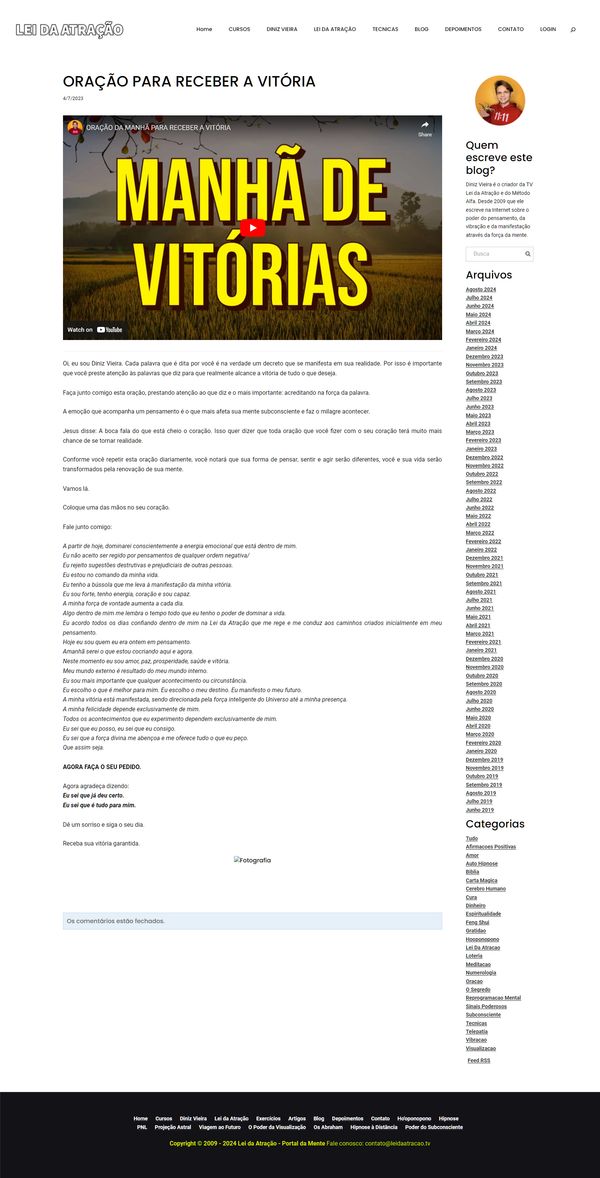 LEI DA ATRAÇÃO
Home CURSOS DINIZ VIEIRA LEI DA ATRAÇÃO TECNICAS BLOG DEPOIMENTOS CONTATO LOGIN
ORAÇÃO PARA RECEBER A VITÓRIA
4/7/2023
ORAÇÃO DA MANHÃ PARA RECEBER A VITÓRIA
Share
MANHÃ DE
VITÓRIAS
Watch on YouTube
Oi, eu sou Diniz Vieira. Cada palavra que é dita por você é na verdade um decreto que se manifesta em sua realidade. Por isso é importante
que você preste atenção às palavras que diz para que realmente alcance a vitória de tudo o que deseja.
Faça junto comigo esta oração, prestando atenção ao que diz e o mais importante: acreditando na força da palavra.
A emoção que acompanha um pensamento é o que mais afeta sua mente subconsciente e faz o milagre acontecer.
Jesus disse: A boca fala do que está cheio o coração. Isso quer dizer que toda oração que você fizer com o seu coração terá muito mais
chance de se tornar realidade.
Conforme você repetir esta oração diariamente, você notará que sua forma de pensar, sentir e agir serão diferentes, você e sua vida serão
transformados pela renovação de sua mente.
Vamos lá.
Coloque uma das mãos no seu coração.
Fale junto comigo:
A partir de hoje, dominarei conscientemente a energia emocional que está dentro de mim.
Eu não aceito ser regido por pensamentos de qualquer ordem negativa/
Eu rejeito sugestões destrutivas e prejudiciais de outras pessoas.
Eu estou no comando da minha vida.
Eu tenho a bússola que me leva à manifestação da minha vitória.
Eu sou forte, tenho energia, coração e sou capaz.
A minha força de vontade aumenta a cada dia.
Algo dentro de mim me lembra o tempo todo que eu tenho o poder de dominar a vida.
Eu acordo todos os dias confiando dentro de mim na Lei da Atração que me rege e me conduz aos caminhos criados inicialmente em meu
pensamento.
Hoje eu sou quem eu era ontem em pensamento.
Amanhã serei o que estou cocriando aqui e agora.
Neste momento eu sou amor, paz, prosperidade, saúde e vitória.
Meu mundo externo é resultado do meu mundo interno.
Eu sou mais importante que qualquer acontecimento ou circunstância.
Eu escolho o que é melhor para mim. Eu escolho o meu destino. Eu manifesto o meu futuro.
A minha vitória está manifestada, sendo direcionada pela força inteligente do Universo até a minha presença.
A minha felicidade depende exclusivamente de mim.
Todos os acontecimentos que eu experimento dependem exclusivamente de mim.
Eu sei que eu posso, eu sei que eu consigo.
Eu sei que a força divina me abençoa e me oferece tudo o que eu peço.
Que assim seja.
AGORA FAÇA O SEU PEDIDO.
Agora agradeça dizendo:
Eu sei que já deu certo.
Eu sei que é tudo para mim.
Dê um sorriso e siga o seu dia.
Receba sua vitória garantida.
Fotografia
Os comentários estão fechados.
11:11
Quem
escreve este
blog?
Diniz Vieira é o criador da TV
Lei da Atração e do Método
Alfa. Desde 2009 que ele
escreve na Internet sobre o
poder do pensamento, da
vibração e da manifestação
através da força da mente.
Busca
Arquivos
Agosto 2024
Julho 2024
Junho 2024
Maio 2024
Abril 2024
Março 2024
Fevereiro 2024
Janeiro 2024
Dezembro 2023
Novembro 2023
Outubro 2023
Setembro 2023
Agosto 2023
Julho 2023
Junho 2023
Maio 2023
Abril 2023
Março 2023
Fevereiro 2023
Janeiro 2023
Dezembro 2022
Novembro 2022
Outubro 2022
Setembro 2022
Agosto 2022
Julho 2022
Junho 2022
Maio 2022
Abril 2022
Março 2022
Fevereiro 2022
Janeiro 2022
Dezembro 2021
Novembro 2021
Outubro 2021
Setembro 2021
Agosto 2021
Julho 2021
Junho 2021
Maio 2021
Abril 2021
Março 2021
Fevereiro 2021
Janeiro 2021
Dezembro 2020
Novembro 2020
Outubro 2020
Setembro 2020
Agosto 2020
Julho 2020
Junho 2020
Maio 2020
Abril 2020
Março 2020
Fevereiro 2020
Janeiro 2020
Dezembro 2019
Novembro 2019
Outubro 2019
Setembro 2019
Agosto 2019
Julho 2019
Junho 2019
Categorias
Tudo
Afirmacoes Positivas
Amor
Auto Hipnose
Biblia
Carta Magica
Cerebro Humano
Cura
Dinheiro
Espiritualidade
Feng Shui
Gratidao
Hooponopono
Lei Da Atracao
Loteria
Meditacao
Numerologia
Oracao
O Segredo
Reprogramacao Mental
Sinais Poderosos
Subconsciente
Tecnicas
Telepatia
Vibracao
Visualizacao
Feed RSS
Home Cursos Diniz Vieira Lei da Atração Exercícios Artigos Blog Depoimentos Contato Ho'oponopono Hipnose
PNL Projeção Astral Viagem ao Futuro O Poder da Visualização Os Abraham Hipnose à Distância Poder do Subconsciente
Copyright © 2009 - 2024 Lei da Atração - Portal da Mente Fale conosco: contato@leidaatracao.tv